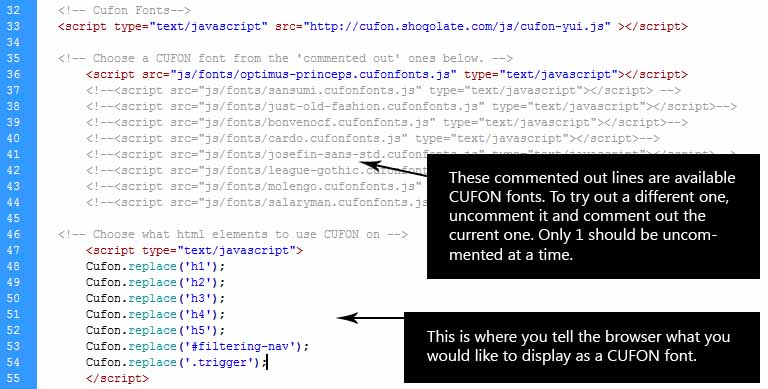 32 <!-- Cufon Fonts-->
33 <script type="text/javascript" src="http://cufon.shoqolate.com/js/cufon-yui.js" ></script>
34
35 <!-- Choose a CUFON font from the 'commented out' ones below. -->
36 <script src="js/fonts/optimus-princeps.cufonfonts.js" type="text/javascript"></script>
37 <!--<script src="js/fonts/sansumi.cufonfonts.js" type="text/javascript"></script> -->
38 <!--<script src="js/fonts/just-old-fashion.cufonfonts.js" type="text/javascript"></script>-->
39 <!--<script src="js/fonts/bonvenocf.cufonfonts.js" type="text/javascript"></script>-->
40 <!--<script src="js/fonts/cardo.cufonfonts.js" type="text/javascript"></script>-->
41 <!--<script src="js/fonts/josefin-sans-std.cufonfonts.js" type="text/javascript"></script>-->
42 <!--<script src="js/fonts/league-gothic.cufonfont
43 <!--<script src="js/fonts/molengo.cufonfonts.js"
44 <!--<script src="js/fonts/salaryman.cufonfonts.js
45
46 <!-- Choose what html elements to use CUFON on -->
47 <script type="text/javascript">
48 Cufon.replace('h1');
49 Cufon.replace('h2');
50 Cufon.replace('h3');
51 Cufon.replace('h4');
52 Cufon.replace('h5');
53 Cufon.replace('#filtering-nav');
54 Cufon.replace('.trigger');
55 </script>
These commented out lines are available
CUFON fonts. To try out a different one,
uncomment it and comment out the
current one. Only 1 should be uncom-
mented at a time.
This is where you tell the browser what you
would like to display as a CUFON font.